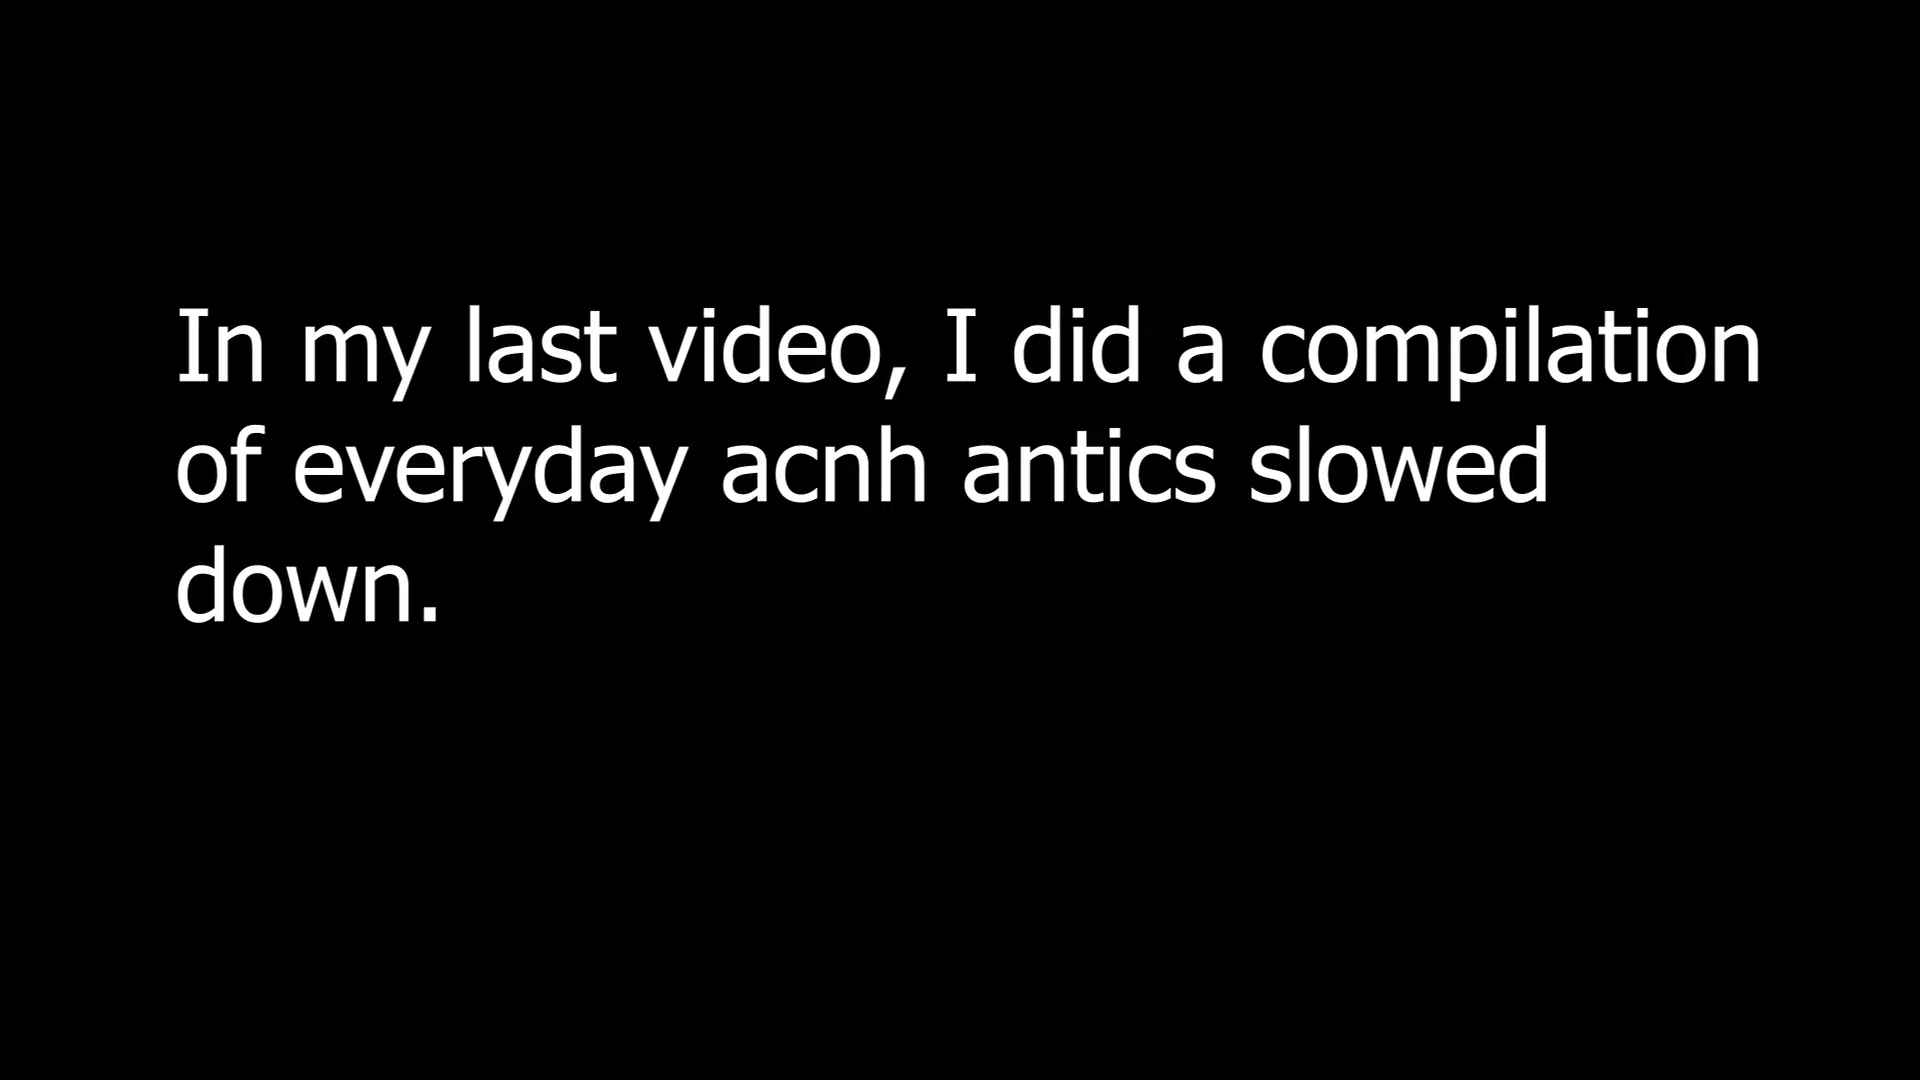 In my last video, I did a compilation
of everyday acnh antics slowed
down.